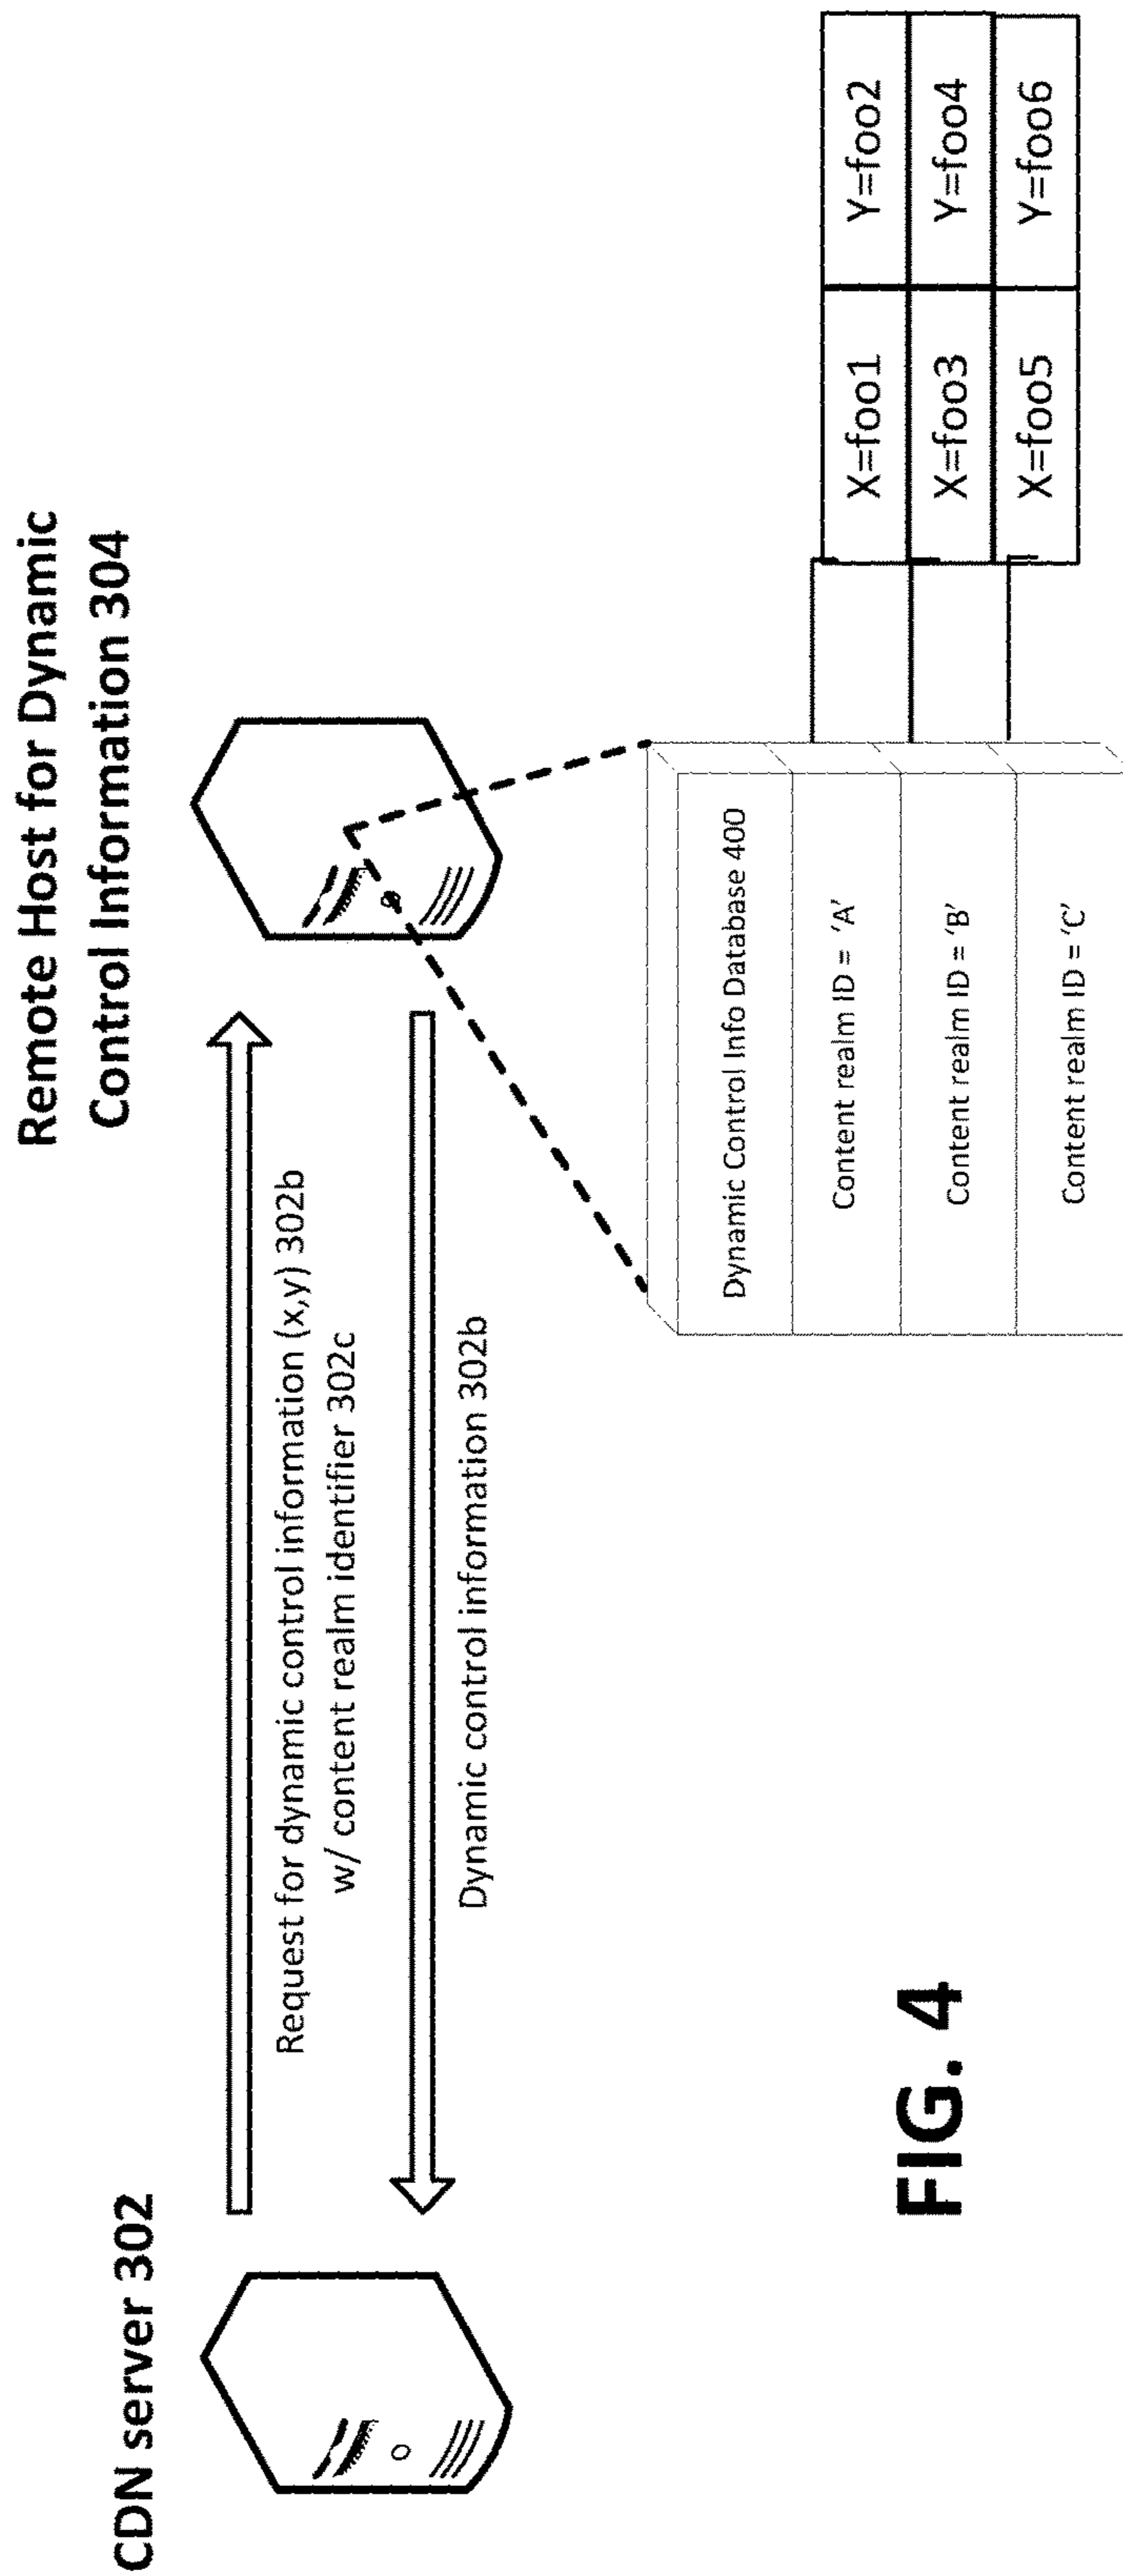 CDN server 302
Remote Host for Dynamic
Control Information 304
Request for dynamic control information (x,y) 302b
w/ content realm identifier 302c
Dynamic control information 302b
Dynamic Control Info Database 400
Content realm ID = 'A'
X=foo1 Y=foo2
Content realm ID = 'B'
X=foo3 Y=foo4
Content realm ID = 'C'
X=foo5 Y=foo6
FIG. 4